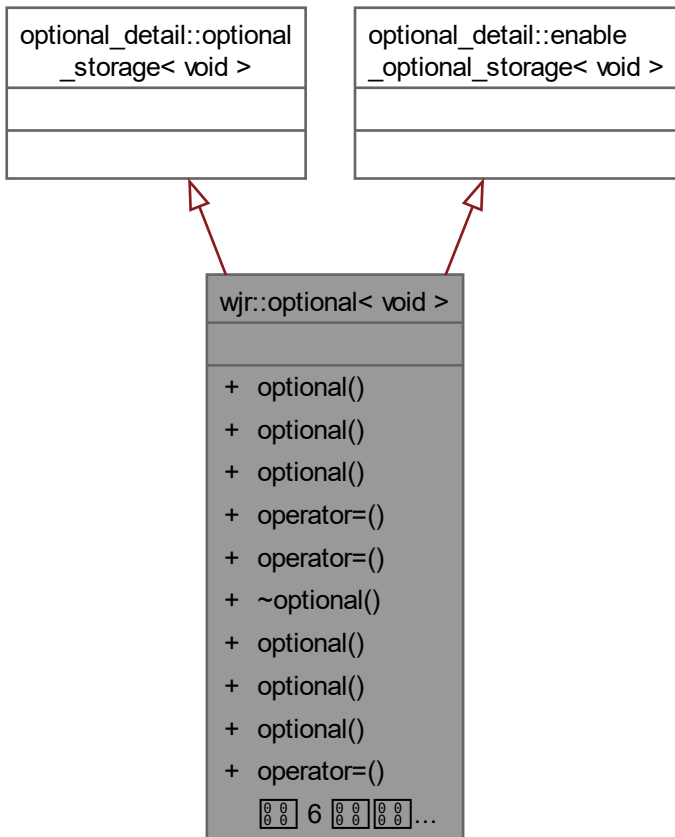 optional_detail::optional
_storage< void >
optional_detail::enable
_optional_storage< void >
wjr::optional< void >
+ optional()
+ optional()
+ optional()
+ operator=()
+ operator=()
+ ~optional()
+ optional()
+ optional()
+ optional()
+ operator=()
6 ...